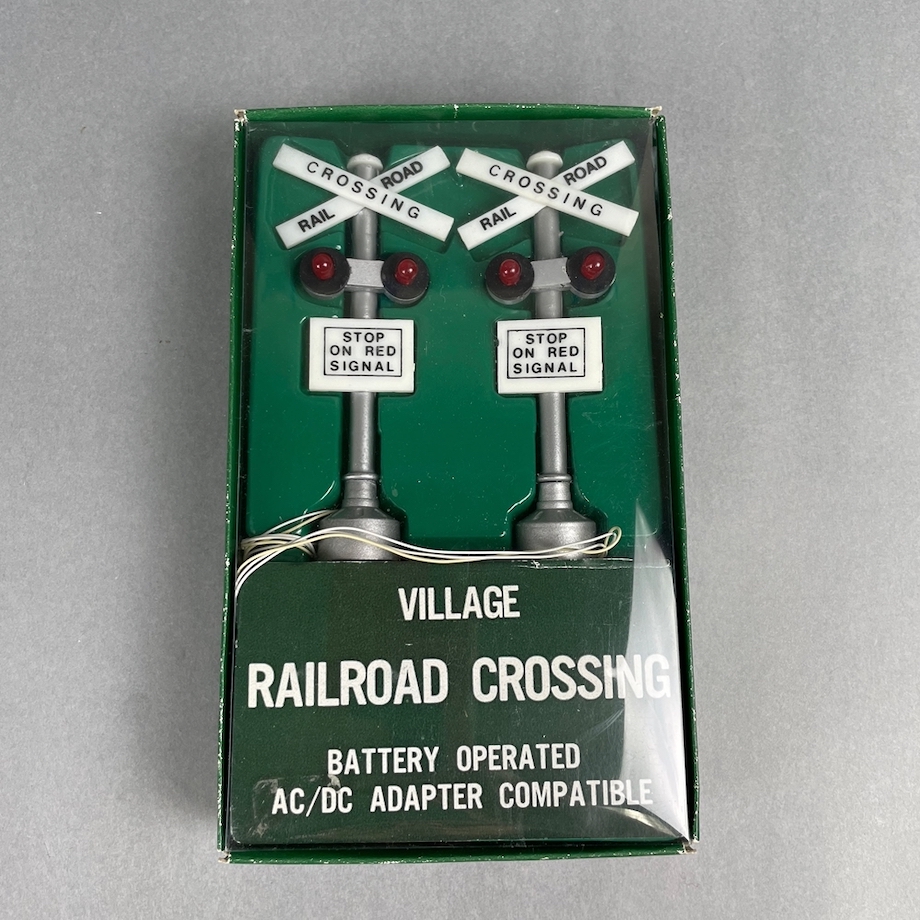 RAIL ROAD
CROSSING
RAIL ROAD
CROSSING
STOP
ON RED
SIGNAL
STOP
ON RED
SIGNAL
VILLAGE
RAILROAD CROSSING
BATTERY OPERATED
AC/DC ADAPTER COMPATIBLE